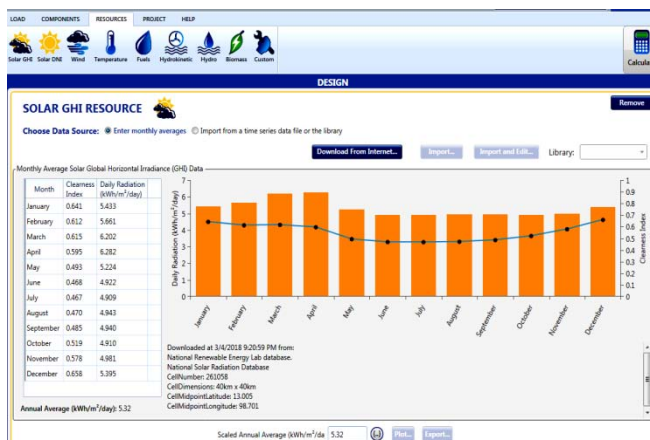 LOAD COMPONENTS RESOURCES PROJECT HELP
Solar GHI Solar DNI Wind Temperature Fuels Hydrokinetic Hydro Biomass Custom
Calcula
DESIGN
SOLAR GHI RESOURCE
Remove
Choose Data Source: Enter monthly averages Import from a time series data file or the library
Download From Internet... Import... Import and Edit... Library:
Monthly Average Solar Global Horizontal Irradiance (GHI) Data
Month Clearness Index Daily Radiation (kWh/m²/day)
January 0.641 5.433
February 0.612 5.661
March 0.615 6.202
April 0.595 6.282
May 0.493 5.224
June 0.468 4.922
July 0.467 4.909
August 0.470 4.943
September 0.485 4.940
October 0.519 4.910
November 0.578 4.981
December 0.658 5.395
Annual Average (kWh/m²/day): 5.32
Daily Radiation (kWh/m²/day)
7
6
5
4
3
2
1
0
1
0.9
0.8
0.7
0.6
0.5
0.4
0.3
0.2
0.1
0
Clearness Index
January February March April May June July August September October November December
Downloaded at 3/4/2018 9:20:59 PM from:
National Renewable Energy Lab database.
National Solar Radiation Database
CellNumber: 261058
CellDimensions: 40km x 40km
CellMidpointLatitude: 13.005
CellMidpointLongitude: 98.701
Scaled Annual Average (kWh/m²/da 5.32 Plot... Export...